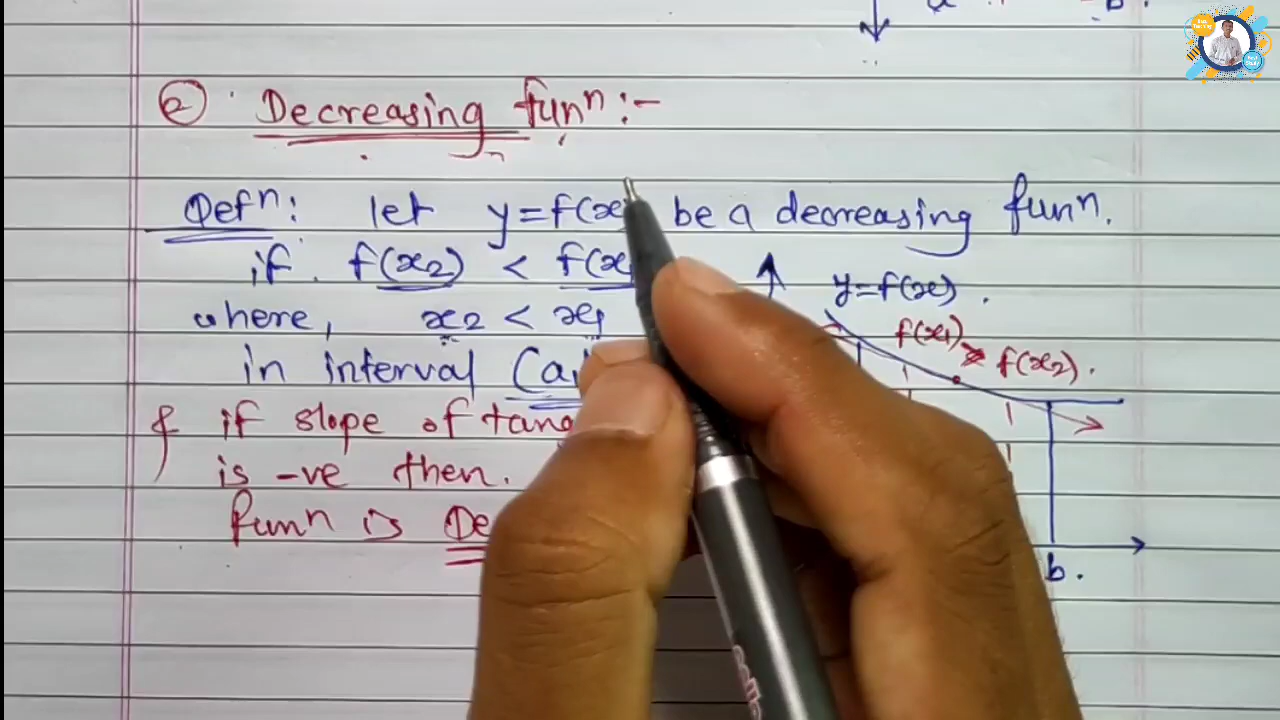 ② Decreasing funⁿ:-
Defⁿ: let y=f(x) be a decreasing funⁿ.
if f(x2) < f(x
where, x2 < x1
in interval (a,
& if slope of tang
is -ve then.
funⁿ is De
y=f(x).
f(x1) > f(x2).
b.